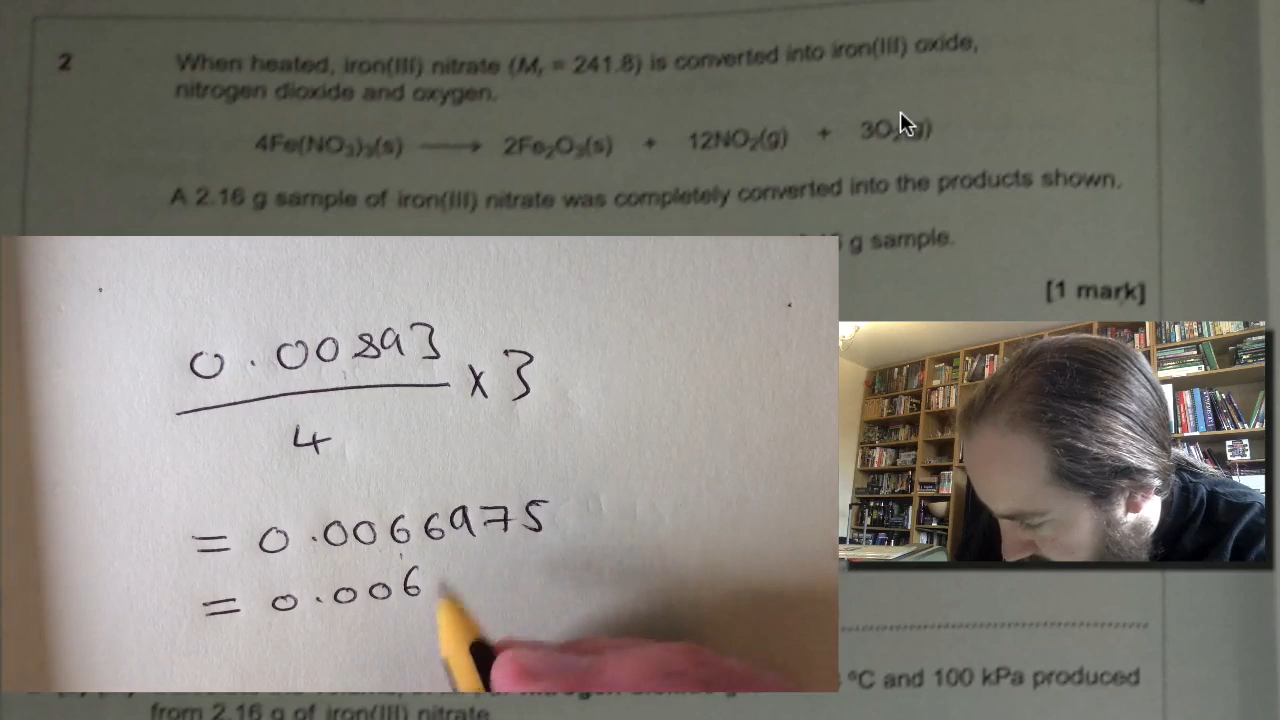 2
When heated, iron(III) nitrate (Mr = 241.8) is converted into iron(III) oxide,
nitrogen dioxide and oxygen.
4Fe(NO3)3(s) ⟶ 2Fe2O3(s) + 12NO2(g) + 3O2(g)
A 2.16 g sample of iron(III) nitrate was completely converted into the products shown.
g sample.
[1 mark]
0.00893
4
× 3
= 0.0066975
= 0.006
°C and 100 kPa produced
from 2.16 g of iron(III) nitrate